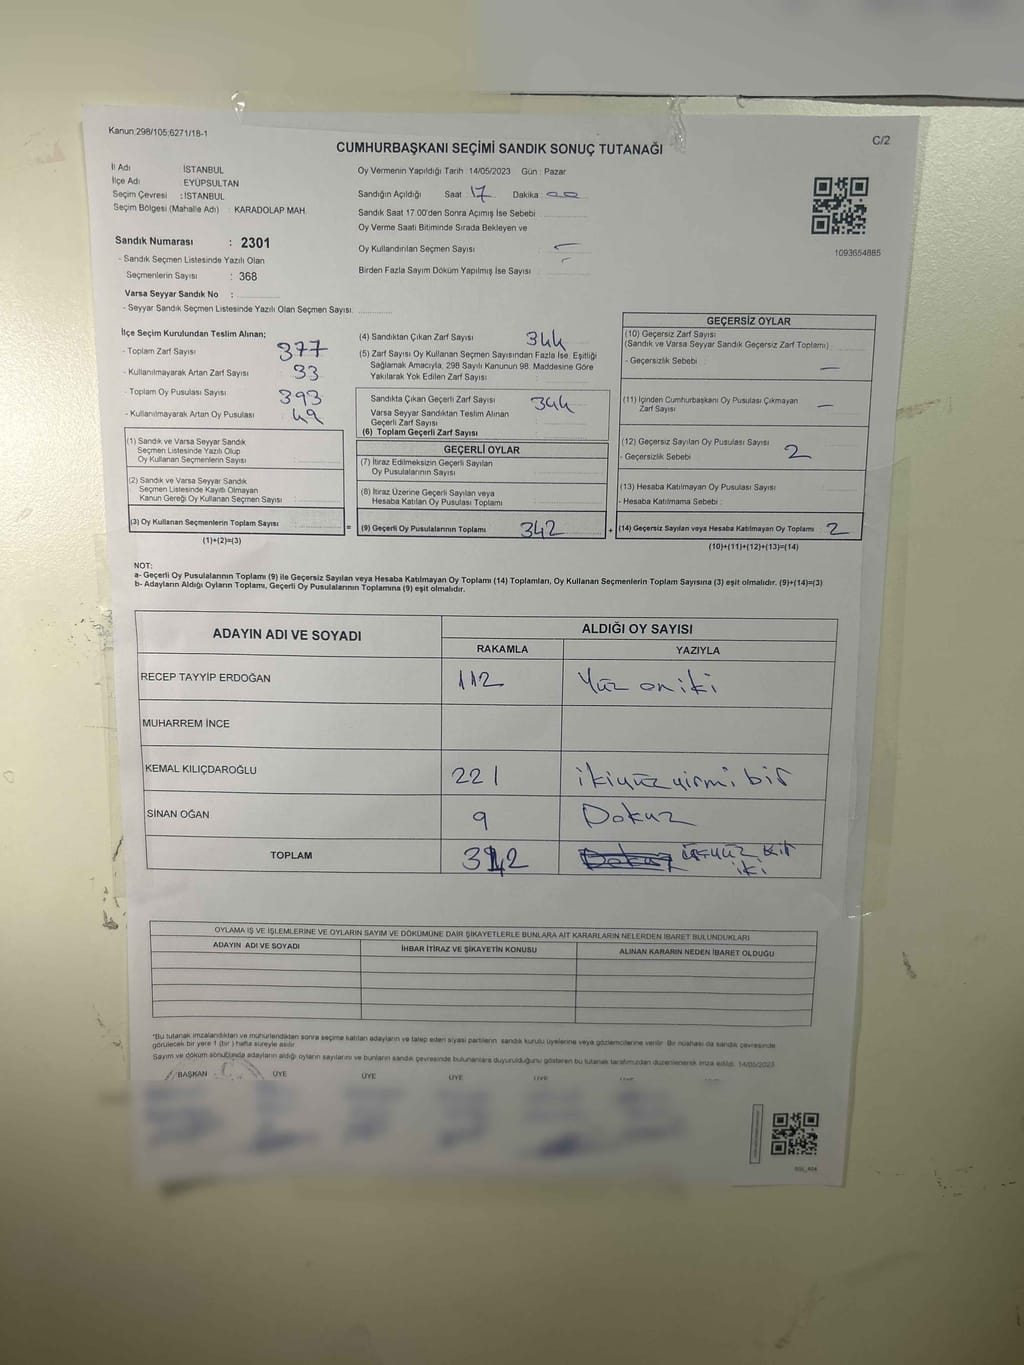 Kanun:298/105;6271/18-1
C/2
CUMHURBAŞKANI SEÇİMİ SANDIK SONUÇ TUTANAĞI
İl Adı İSTANBUL
İlçe Adı : EYÜPSULTAN
Seçim Çevresi : İSTANBUL
Seçim Bölgesi (Mahalle Adı) : KARADOLAP MAH.
Sandık Numarası : 2301
- Sandık Seçmen Listesinde Yazılı Olan
Seçmenlerin Sayısı : 368
Varsa Seyyar Sandık No :
- Seyyar Sandık Seçmen Listesinde Yazılı Olan Seçmen Sayısı:
Oy Vermenin Yapıldığı Tarih : 14/05/2023 Gün : Pazar
Sandığın Açıldığı Saat : 17 Dakika : 00
Sandık Saat 17:00'den Sonra Açımış İse Sebebi
Oy Verme Saati Bitiminde Sırada Bekleyen ve
Oy Kullandırılan Seçmen Sayısı :
Birden Fazla Sayım Döküm Yapılmış İse Sayısı :
1093654885
İlçe Seçim Kurulundan Teslim Alınan;
- Toplam Zarf Sayısı 377
- Kullanılmayarak Artan Zarf Sayısı 33
- Toplam Oy Pusulası Sayısı 393
- Kullanılmayarak Artan Oy Pusulası 49
(1) Sandık ve Varsa Seyyar Sandık
Seçmen Listesinde Yazılı Olup
Oy Kullanan Seçmenlerin Sayısı :
(2) Sandık ve Varsa Seyyar Sandık
Seçmen Listesinde Kayıtlı Olmayan
Kanun Gereği Oy Kullanan Seçmen Sayısı :
(3) Oy Kullanan Seçmenlerin Toplam Sayısı :
(1)+(2)=(3)
=
(4) Sandıktan Çıkan Zarf Sayısı : 344
(5) Zarf Sayısı Oy Kullanan Seçmen Sayısından Fazla İse, Eşitliği
Sağlamak Amacıyla, 298 Sayılı Kanunun 98. Maddesine Göre
Yakılarak Yok Edilen Zarf Sayısı :
Sandıkta Çıkan Geçerli Zarf Sayısı : 344
Varsa Seyyar Sandıktan Teslim Alınan
Geçerli Zarf Sayısı :
(6) Toplam Geçerli Zarf Sayısı :
GEÇERLİ OYLAR
(7) İtiraz Edilmeksizin Geçerli Sayılan
Oy Pusulalarının Sayısı :
(8) İtiraz Üzerine Geçerli Sayılan veya
Hesaba Katılan Oy Pusulası Toplamı :
(9) Geçerli Oy Pusulalarının Toplamı : 342
+
GEÇERSİZ OYLAR
(10) Geçersiz Zarf Sayısı
(Sandık ve Varsa Seyyar Sandık Geçersiz Zarf Toplamı)
- Geçersizlik Sebebi : —
(11) İçinden Cumhurbaşkanı Oy Pusulası Çıkmayan
Zarf Sayısı : —
(12) Geçersiz Sayılan Oy Pusulası Sayısı : 2
- Geçersizlik Sebebi :
(13) Hesaba Katılmayan Oy Pusulası Sayısı :
- Hesaba Katılmama Sebebi :
(14) Geçersiz Sayılan veya Hesaba Katılmayan Oy Toplamı : 2
(10)+(11)+(12)+(13)=(14)
NOT:
a- Geçerli Oy Pusulalarının Toplamı (9) ile Geçersiz Sayılan veya Hesaba Katılmayan Oy Toplamı (14) Toplamları, Oy Kullanan Seçmenlerin Toplam Sayısına (3) eşit olmalıdır. (9)+(14)=(3)
b- Adayların Aldığı Oyların Toplamı, Geçerli Oy Pusulalarının Toplamına (9) eşit olmalıdır.
ADAYIN ADI VE SOYADI ALDIĞI OY SAYISI
RAKAMLA YAZIYLA
RECEP TAYYİP ERDOĞAN 112 Yüz oniki
MUHARREM İNCE
KEMAL KILIÇDAROĞLU 221 ikiyüz yirmi bir
SİNAN OĞAN 9 Dokuz
TOPLAM 342 üçyüz kır
iki
OYLAMA İŞ VE İŞLEMLERİNE VE OYLARIN SAYIM VE DÖKÜMÜNE DAİR ŞİKAYETLERLE BUNLARA AİT KARARLARIN NELERDEN İBARET BULUNDUKLARI
ADAYIN ADI VE SOYADI İHBAR İTİRAZ VE ŞİKAYETİN KONUSU ALINAN KARARIN NEDEN İBARET OLDUĞU
*Bu tutanak imzalandıktan ve mühürlendikten sonra seçime katılan adayların ve talep eden siyasi partilerin sandık kurulu üyelerine veya gözlemcilerine verilir. Bir nüshası da sandık çevresinde
görülecek bir yere 1 (bir) hafta süreyle asılır.
Sayım ve döküm sonucunda adayların aldığı oyların sayılarını ve bunların sandık çevresinde bulunanlara duyurulduğunu gösteren bu tutanak tarafımızdan düzenlenerek imza edildi. 14/05/2023
BAŞKAN ÜYE ÜYE ÜYE ÜYE